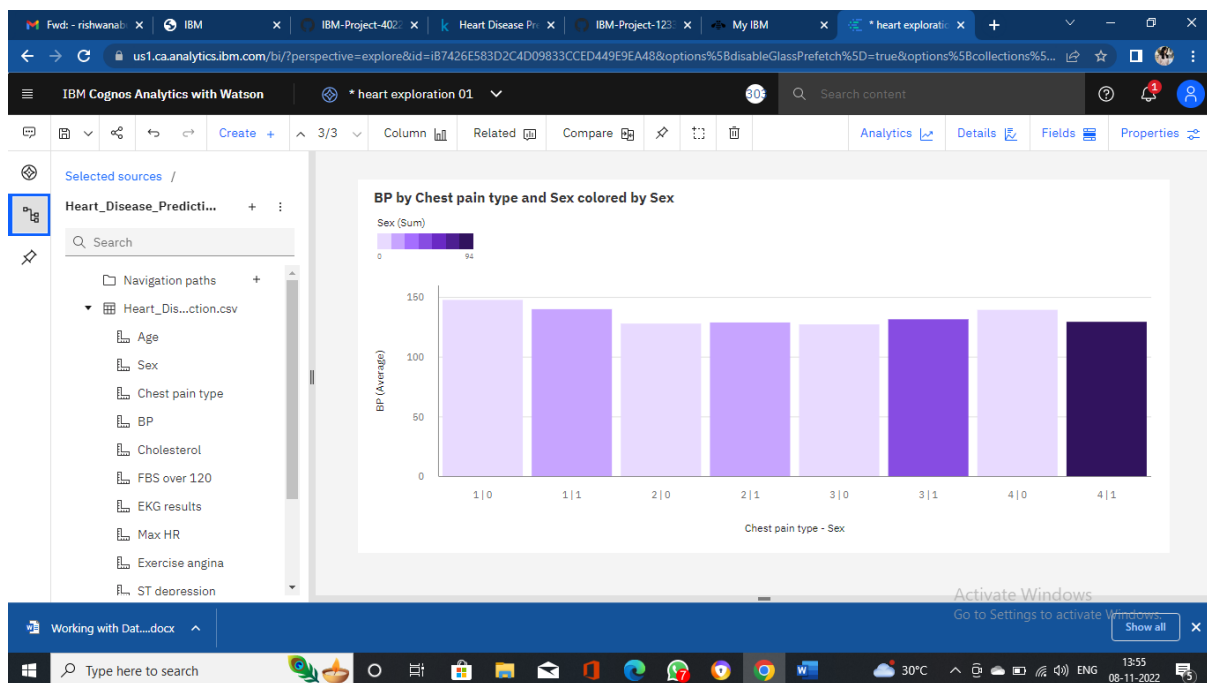 Fwd: - rishwanab
IBM
IBM-Project-4022
Heart Disease Pre
IBM-Project-1233
My IBM
* heart exploratio
us1.ca.analytics.ibm.com/bi/?perspective=explore&id=iB7426E583D2C4D09833CCED449E9EA48&options%5BdisableGlassPrefetch%5D=true&options%5Bcollections%5...
IBM Cognos Analytics with Watson
* heart exploration 01
Search content
1
Create +
3/3
Column
Related
Compare
Analytics
Details
Fields
Properties
Selected sources /
Heart_Disease_Predicti...
Search
Navigation paths
Heart_Dis...ction.csv
Age
Sex
Chest pain type
BP
Cholesterol
FBS over 120
EKG results
Max HR
Exercise angina
ST depression
BP by Chest pain type and Sex colored by Sex
Sex (Sum)
0 94
BP (Average)
150
100
50
0
1|0 1|1 2|0 2|1 3|0 3|1 4|0 4|1
Chest pain type - Sex
Activate Windows
Go to Settings to activate Windows.
Working with Dat....docx
Show all
Type here to search
30°C
ENG
13:55
08-11-2022